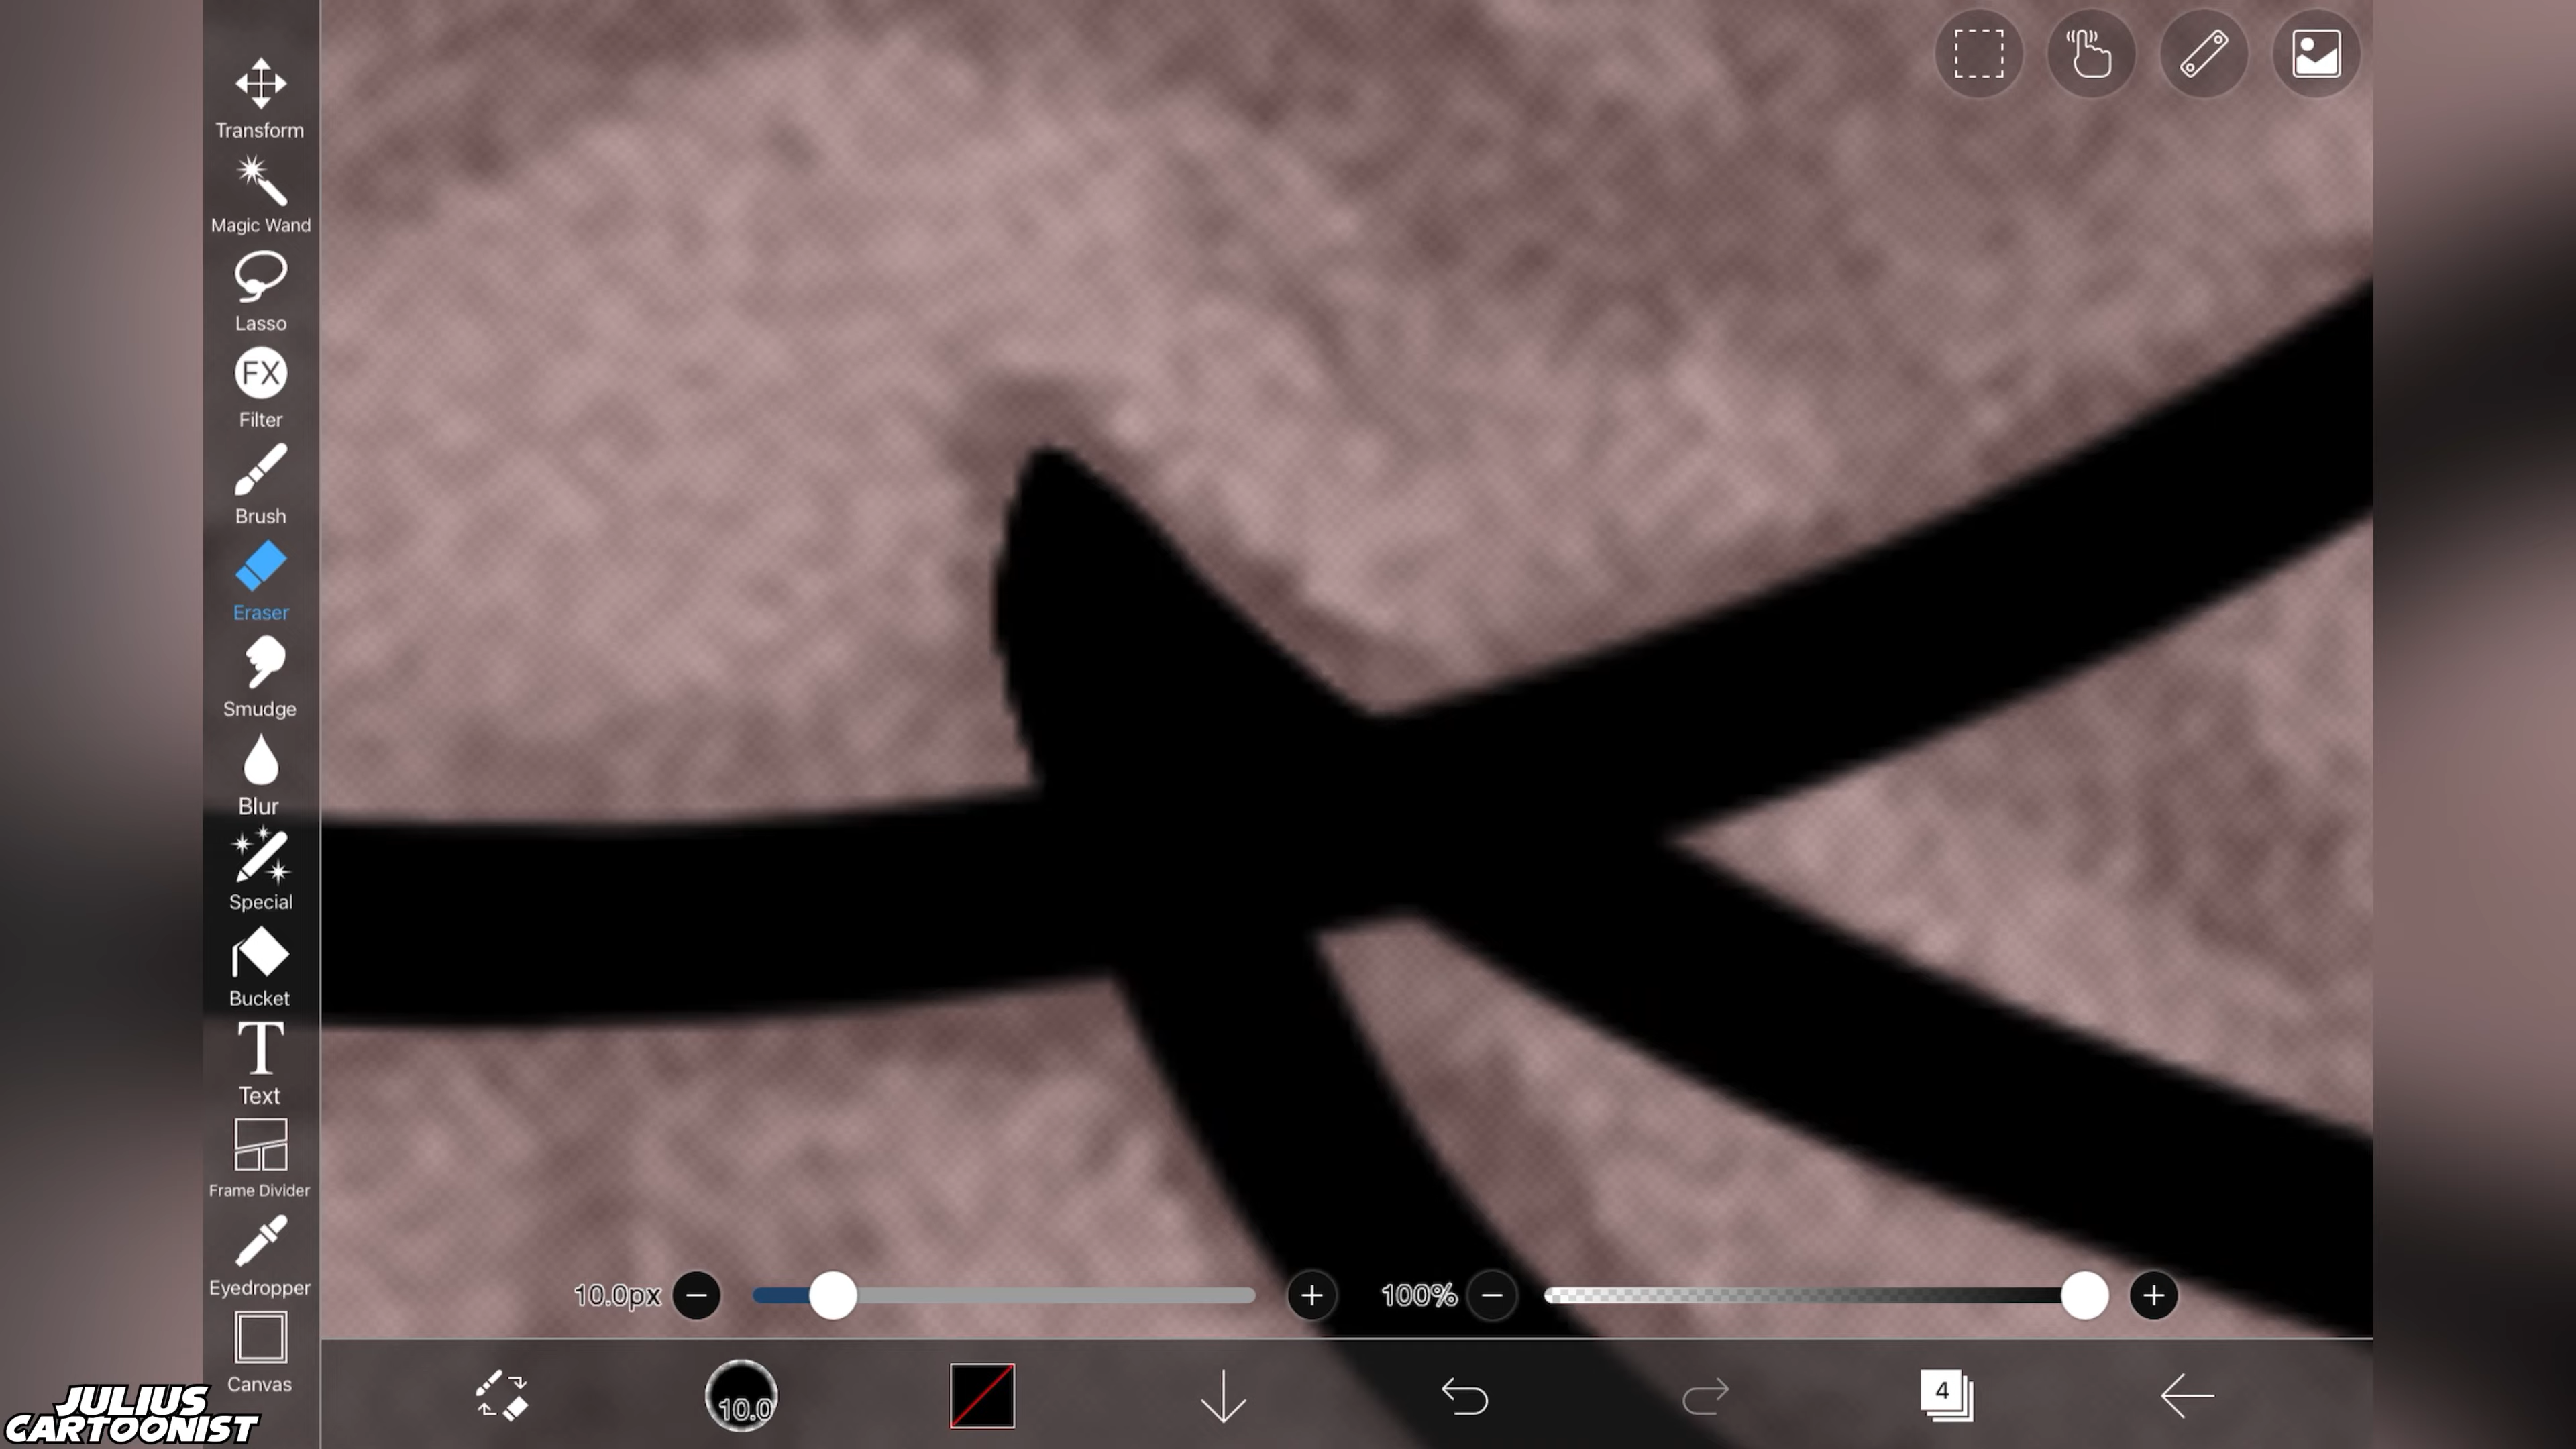 Transform
Magic Wand
Lasso
FX
Filter
Brush
Eraser
Smudge
Blur
Special
Bucket
T
Text
Frame Divider
Eyedropper
Canvas
10.0px
100%
10.0
4
JULIUS
CARTOONIST